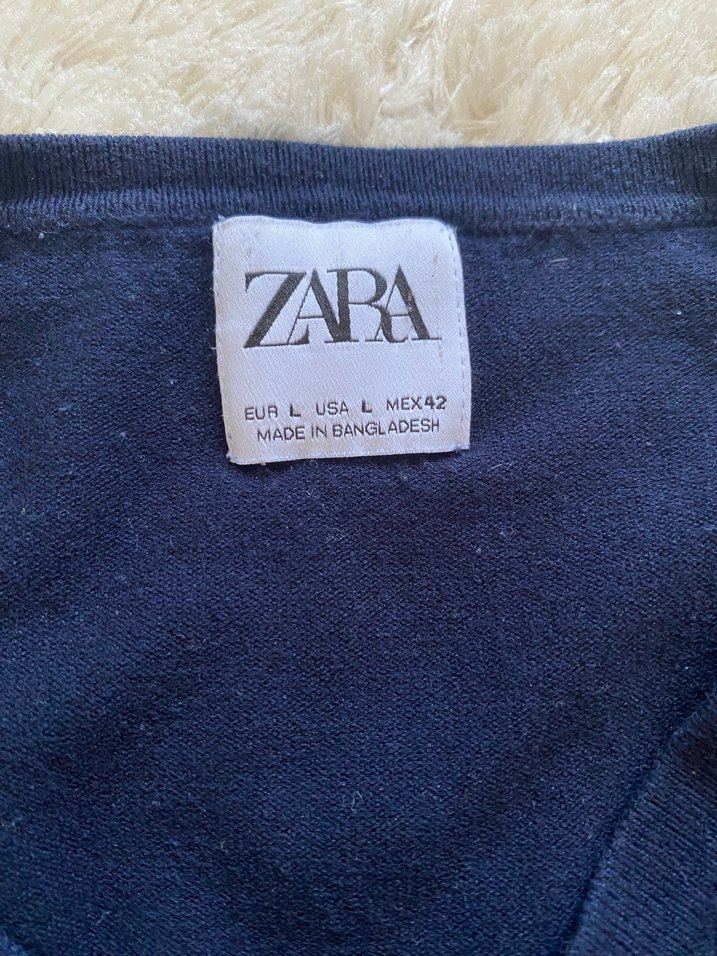 ZARA
EUR L USA L MEX 42
MADE IN BANGLADESH